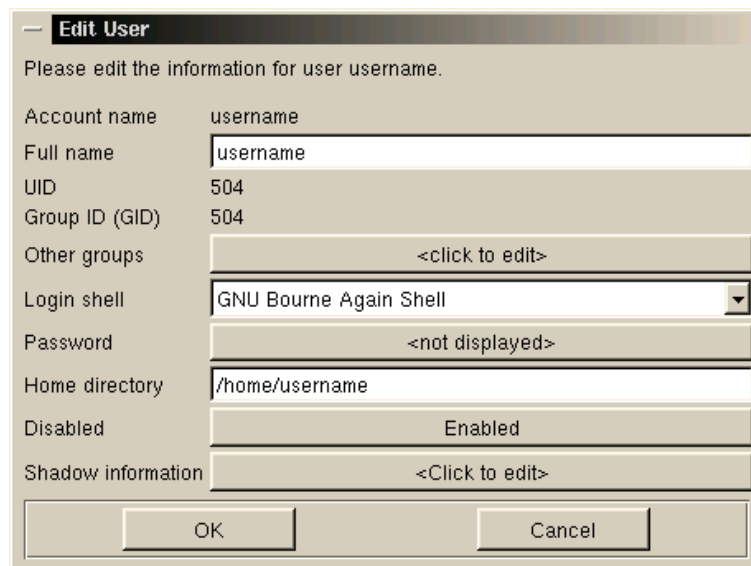 Edit User
Please edit the information for user username.
Account name username
Full name username
UID 504
Group ID (GID) 504
Other groups <click to edit>
Login shell GNU Bourne Again Shell
Password <not displayed>
Home directory /home/username
Disabled Enabled
Shadow information <Click to edit>
OK Cancel